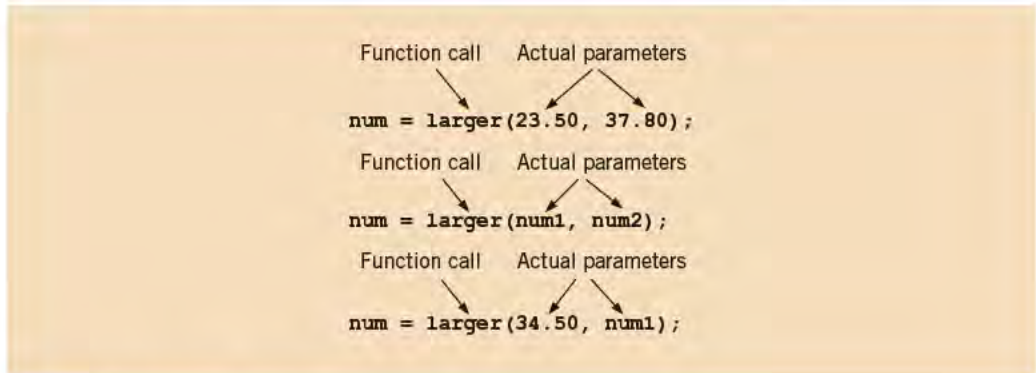 Function call Actual parameters
num = larger(23.50, 37.80);
Function call Actual parameters
num = larger(num1, num2);
Function call Actual parameters
num = larger(34.50, num1);